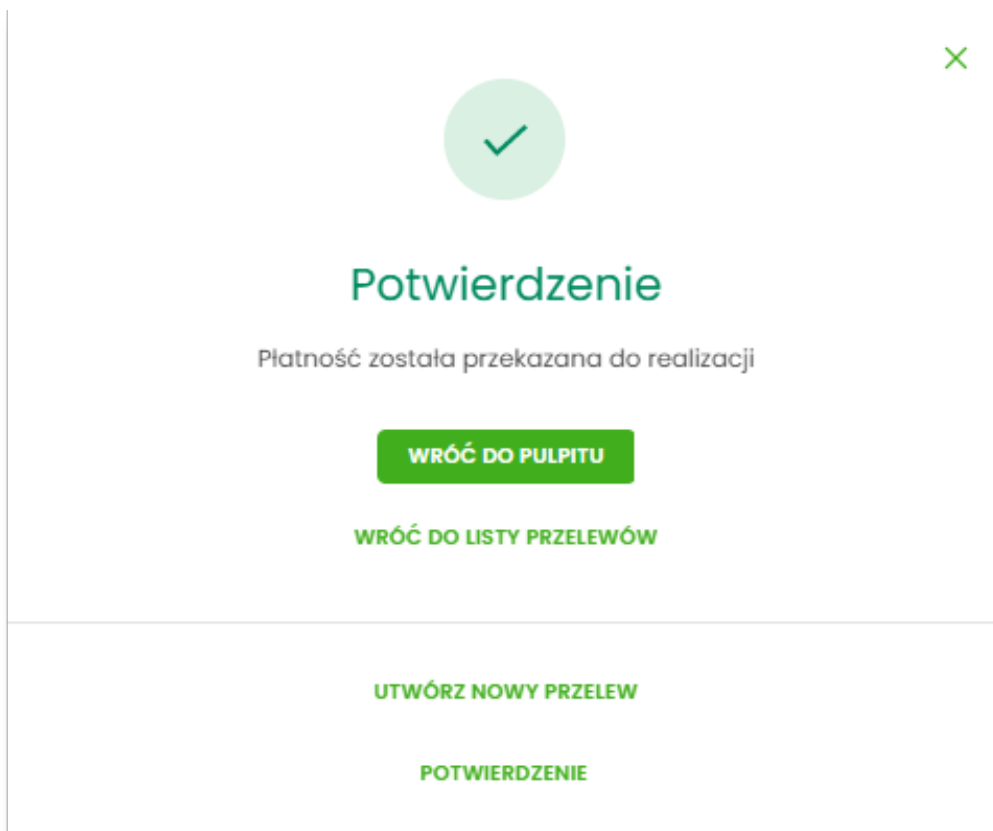 Potwierdzenie
Płatność została przekazana do realizacji
WRÓĆ DO PULPITU
WRÓĆ DO LISTY PRZELEWÓW
UTWÓRZ NOWY PRZELEW
POTWIERDZENIE